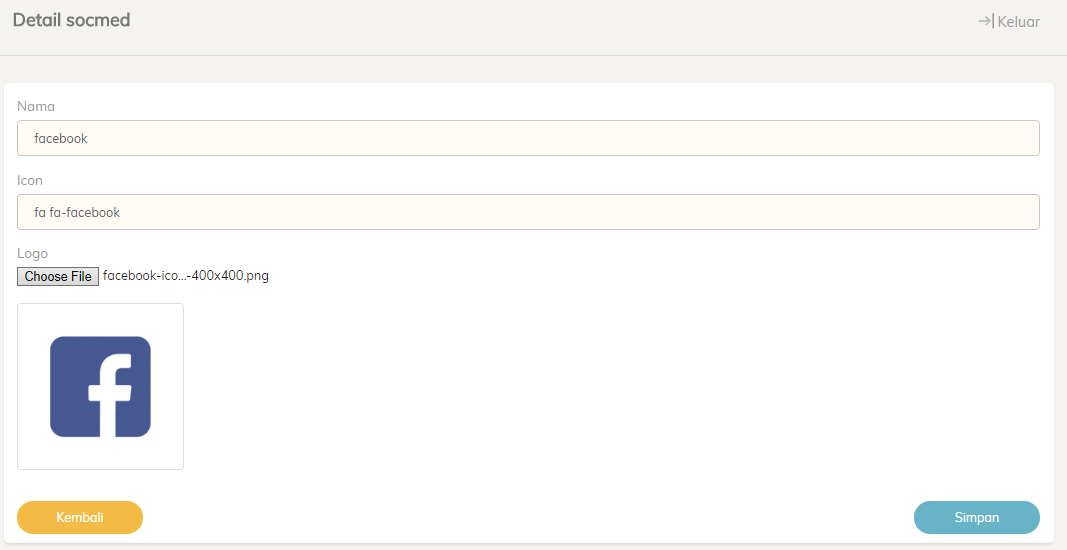 Detail socmed
Keluar
Nama
facebook
Icon
fa fa-facebook
Logo
Choose File facebook-ico...-400x400.png
f
Kembali
Simpan